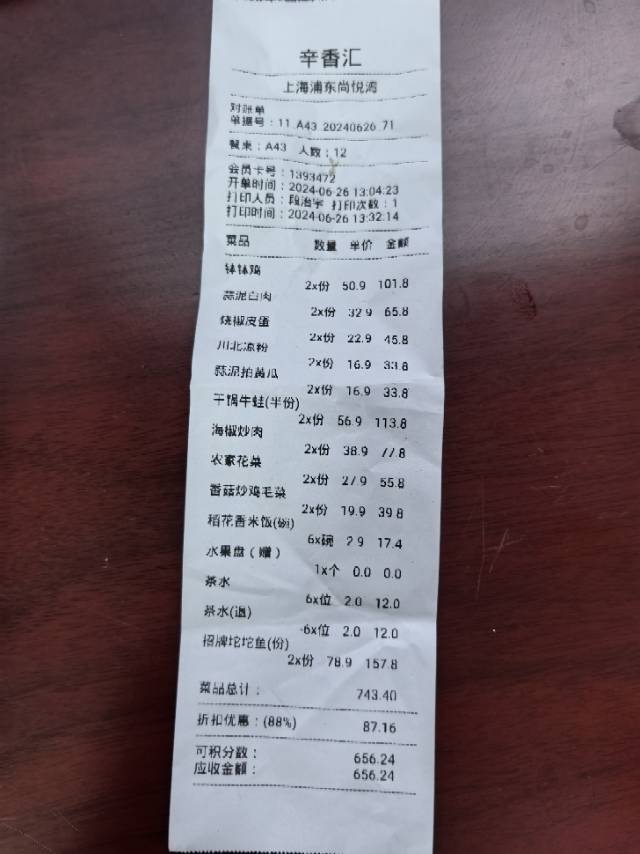 辛香汇
上海浦东尚悦湾
对账单
单据号：11 A43 20240626 71
餐桌：A43 人数：12
会员卡号：1393472
开单时间：2024-06-26 13:04:23
打印人员：段治宇 打印次数：1
打印时间：2024-06-26 13:32:14
菜品 数量 单价 金额
钵钵鸡
2x份 50.9 101.8
蒜泥白肉
2x份 32.9 65.8
烧椒皮蛋
2x份 22.9 45.8
川北凉粉
2x份 16.9 33.8
蒜泥拍黄瓜
2x份 16.9 33.8
干锅牛蛙(半份)
2x份 56.9 113.8
海椒炒肉
2x份 38.9 77.8
农家花菜
2x份 27.9 55.8
香菇炒鸡毛菜
2x份 19.9 39.8
稻花香米饭(碗)
6x碗 2.9 17.4
水果盘（赠）
1x个 0.0 0.0
茶水
6x位 2.0 12.0
茶水(退)
-6x位 2.0 12.0
招牌坨坨鱼(份)
2x份 78.9 157.8
菜品总计： 743.40
折扣优惠：(88%) 87.16
可积分数： 656.24
应收金额： 656.24